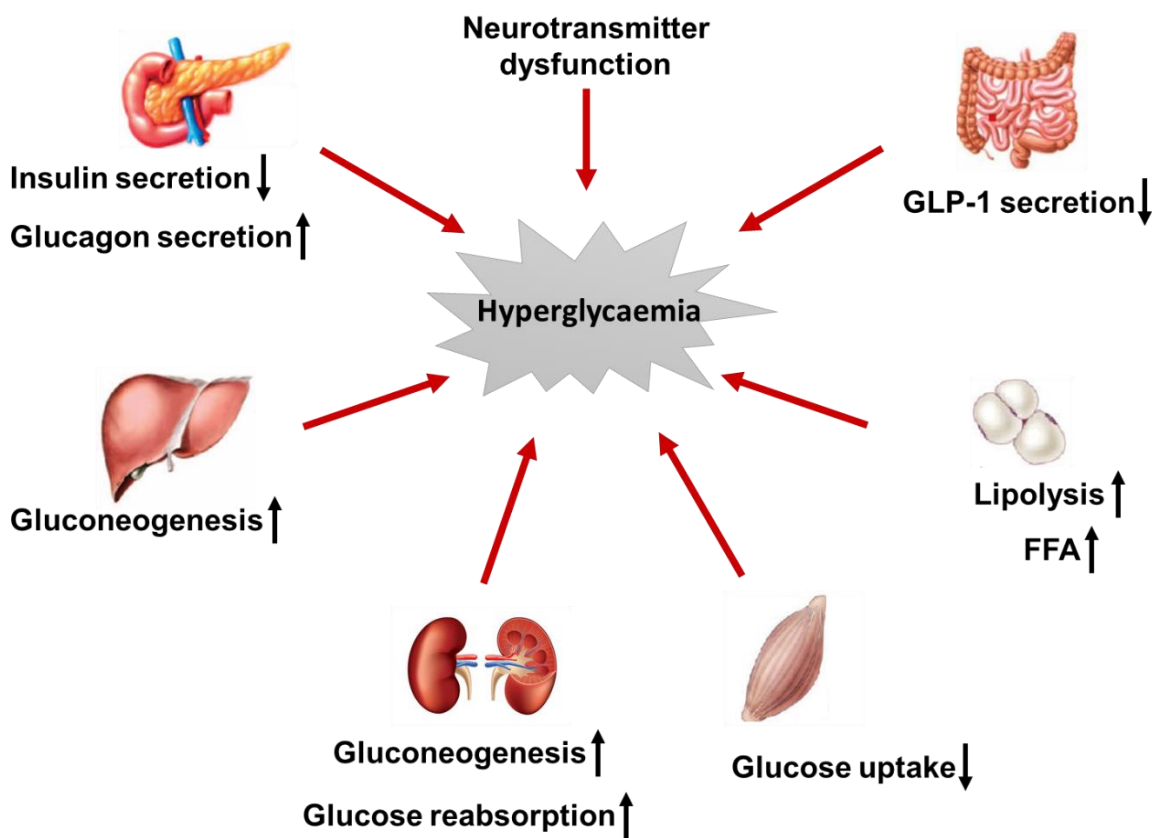 Neurotransmitter
dysfunction
Insulin secretion↓
Glucagon secretion↑
GLP-1 secretion↓
Hyperglycaemia
Gluconeogenesis↑
Lipolysis↑
FFA↑
Gluconeogenesis↑
Glucose reabsorption↑
Glucose uptake↓